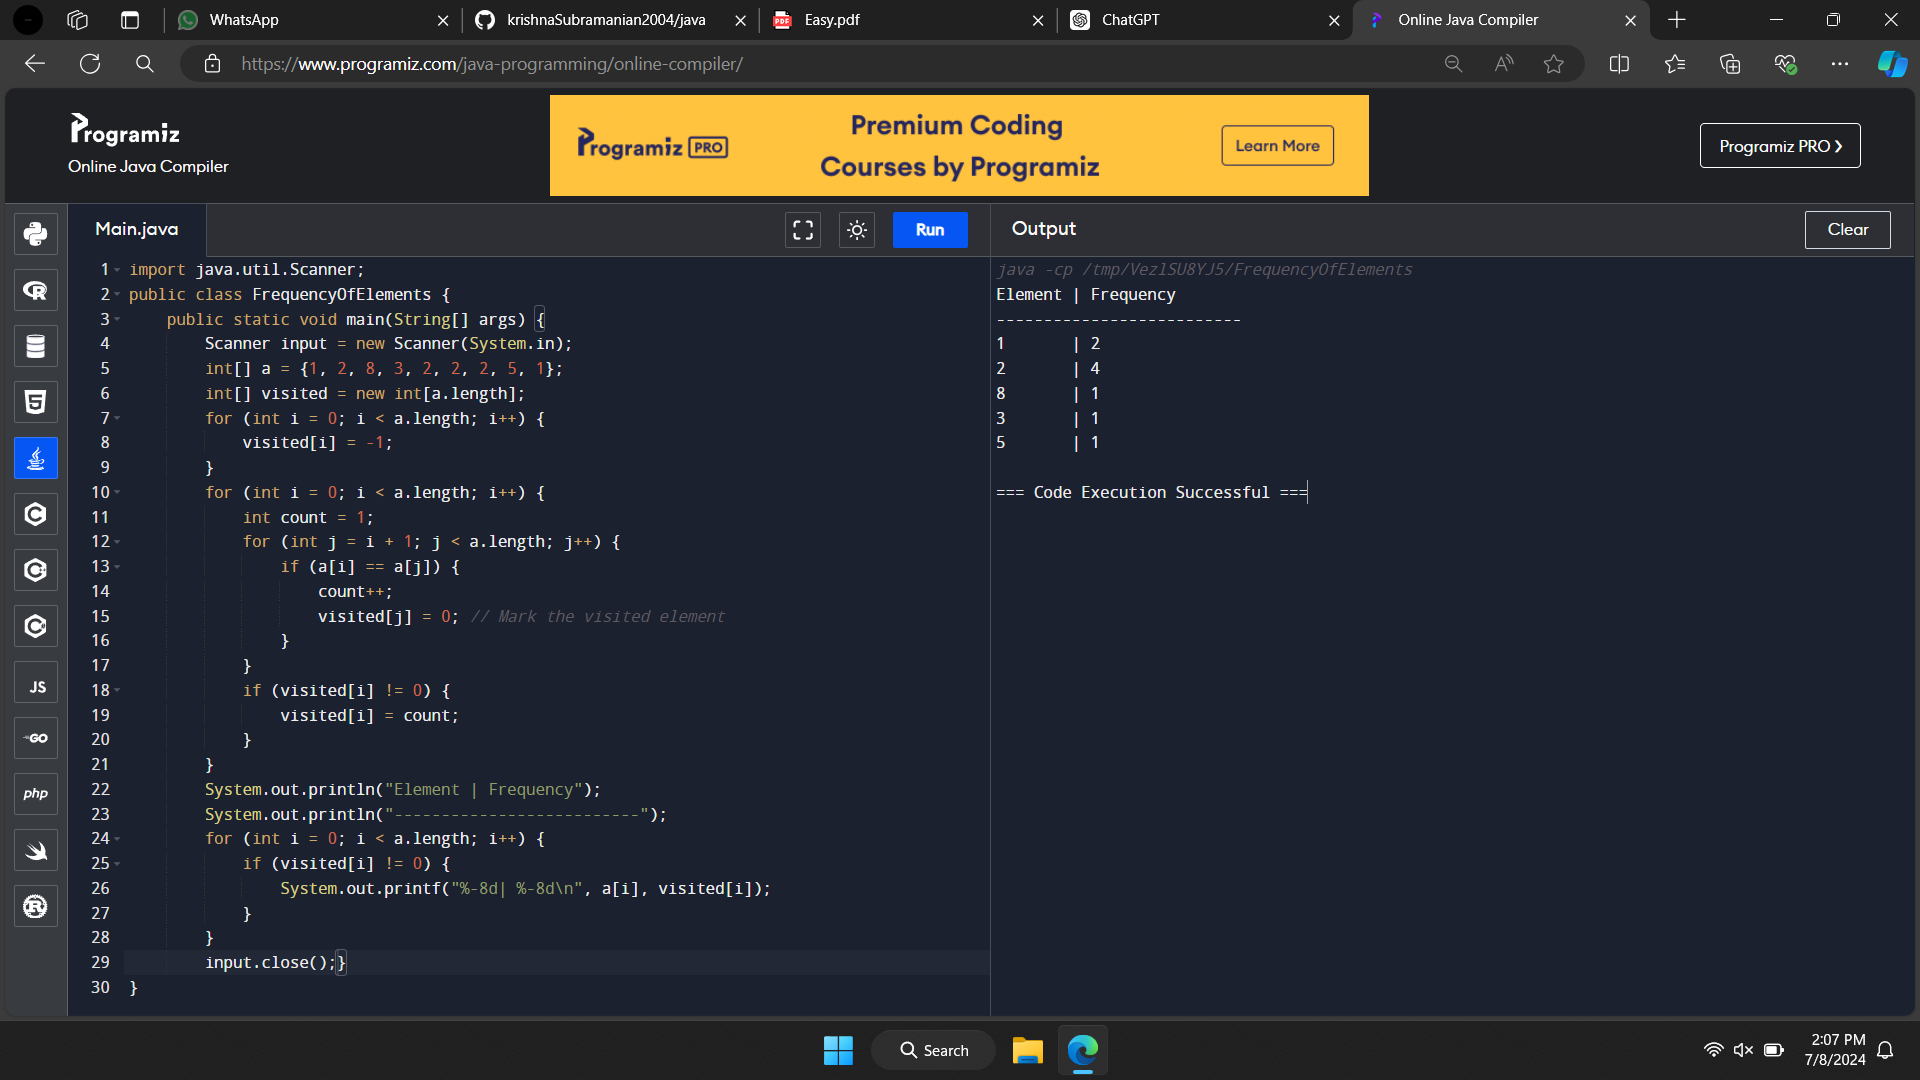 WhatsApp
krishnaSubramanian2004/java
Easy.pdf
ChatGPT
Online Java Compiler
https://www.programiz.com/java-programming/online-compiler/
Programiz
Online Java Compiler
Programiz PRO
Premium Coding
Courses by Programiz
Learn More
Programiz PRO
Main.java
Run
Output
Clear
1 import java.util.Scanner;
2 public class FrequencyOfElements {
3     public static void main(String[] args) {
4         Scanner input = new Scanner(System.in);
5         int[] a = {1, 2, 8, 3, 2, 2, 2, 5, 1};
6         int[] visited = new int[a.length];
7         for (int i = 0; i < a.length; i++) {
8             visited[i] = -1;
9         }
10         for (int i = 0; i < a.length; i++) {
11             int count = 1;
12             for (int j = i + 1; j < a.length; j++) {
13                 if (a[i] == a[j]) {
14                     count++;
15                     visited[j] = 0; // Mark the visited element
16                 }
17             }
18             if (visited[i] != 0) {
19                 visited[i] = count;
20             }
21         }
22         System.out.println("Element | Frequency");
23         System.out.println("--------------------------");
24         for (int i = 0; i < a.length; i++) {
25             if (visited[i] != 0) {
26                 System.out.printf("%-8d| %-8d\n", a[i], visited[i]);
27             }
28         }
29         input.close();}
30 }
java -cp /tmp/VezlSU8YJ5/FrequencyOfElements
Element | Frequency
--------------------------
1       | 2
2       | 4
8       | 1
3       | 1
5       | 1
=== Code Execution Successful ===
R
5
C
C
C
JS
GO
php
R
Search
2:07 PM
7/8/2024